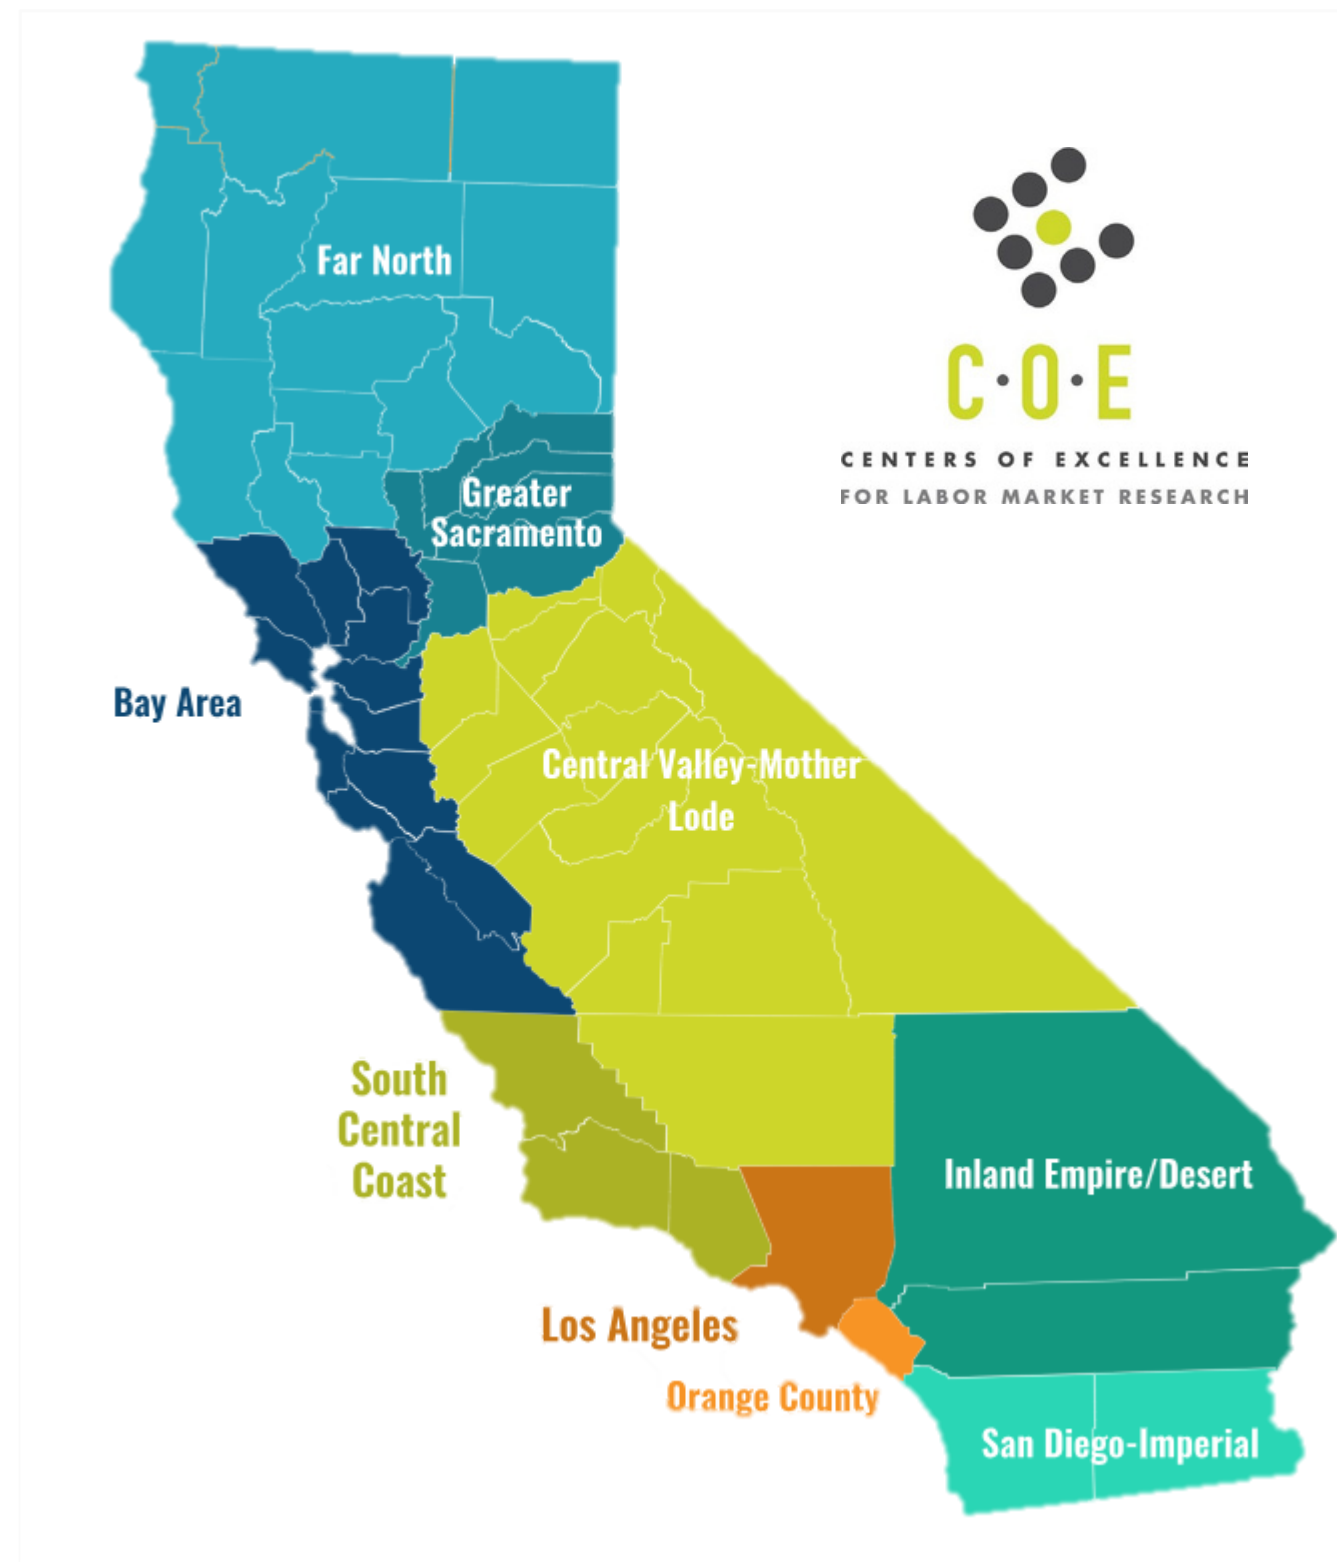 Far North
C·O·E
CENTERS OF EXCELLENCE
FOR LABOR MARKET RESEARCH
Greater
Sacramento
Bay Area
Central Valley-Mother
Lode
South
Central
Coast
Inland Empire/Desert
Los Angeles
Orange County
San Diego-Imperial